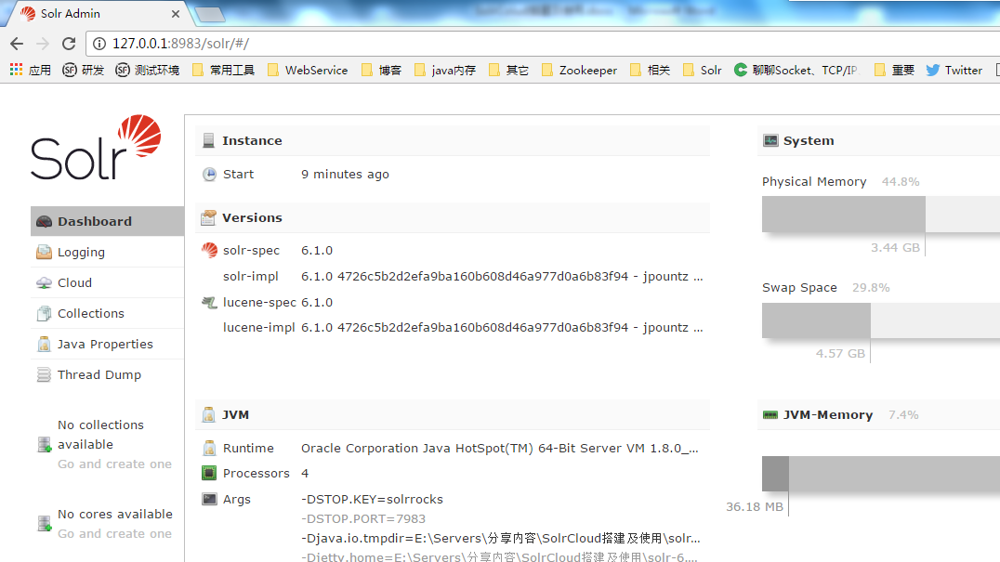 Solr Admin
127.0.0.1:8983/solr/#/
应用 研发 测试环境 常用工具 WebService 博客 java内存 其它 Zookeeper 相关 Solr 聊聊Socket、TCP/IP 重要 Twitter
Solr
Dashboard
Logging
Cloud
Collections
Java Properties
Thread Dump
No collections
available
Go and create one
No cores available
Go and create one
Instance
Start 9 minutes ago
Versions
solr-spec 6.1.0
solr-impl 6.1.0 4726c5b2d2efa9ba160b608d46a977d0a6b83f94 - jpountz ...
lucene-spec 6.1.0
lucene-impl 6.1.0 4726c5b2d2efa9ba160b608d46a977d0a6b83f94 - jpountz ...
JVM
Runtime Oracle Corporation Java HotSpot(TM) 64-Bit Server VM 1.8.0_...
Processors 4
Args -DSTOP.KEY=solrrocks
-DSTOP.PORT=7983
-Djava.io.tmpdir=E:\Servers\分享内容\SolrCloud搭建及使用\solr...
-Djetty.home=E:\Servers\分享内容\SolrCloud搭建及使用\solr-6....
System
Physical Memory 44.8%
3.44 GB
Swap Space 29.8%
4.57 GB
JVM-Memory 7.4%
36.18 MB